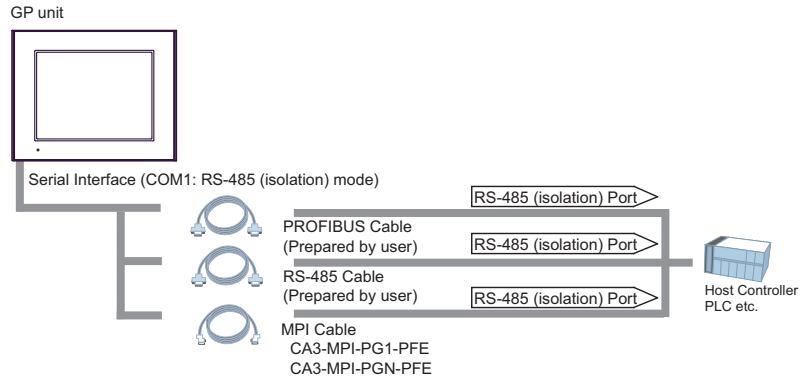 GP unit
Serial Interface (COM1: RS-485 (isolation) mode)
RS-485 (isolation) Port
PROFIBUS Cable
(Prepared by user)
RS-485 (isolation) Port
RS-485 Cable
(Prepared by user)
RS-485 (isolation) Port
Host Controller
PLC etc.
MPI Cable
CA3-MPI-PG1-PFE
CA3-MPI-PGN-PFE